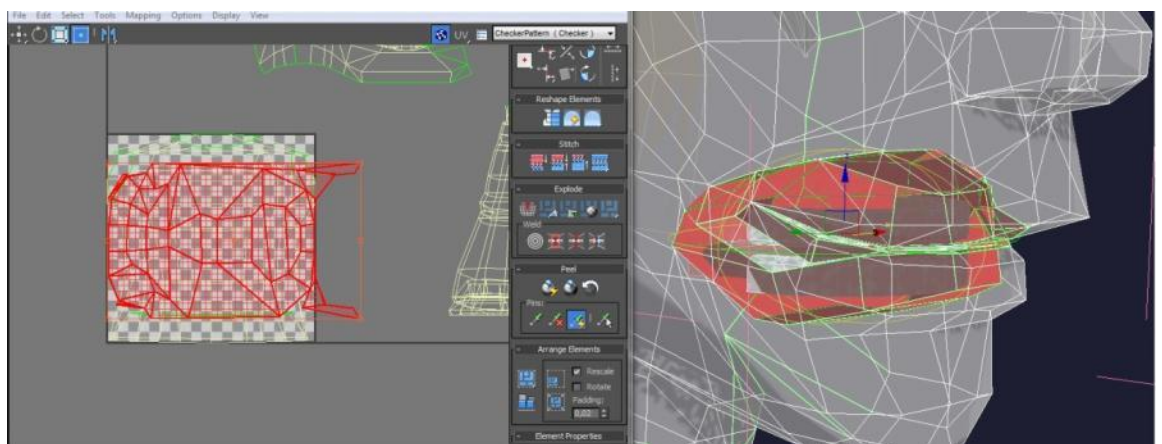 File Edit Select Tools Mapping Options Display View
UV CheckerPattern ( Checker )
Reshape Elements
Stitch
Explode
Weld
Peel
Pins:
Arrange Elements
Rescale
Rotate
Padding:
0,02
Element Properties